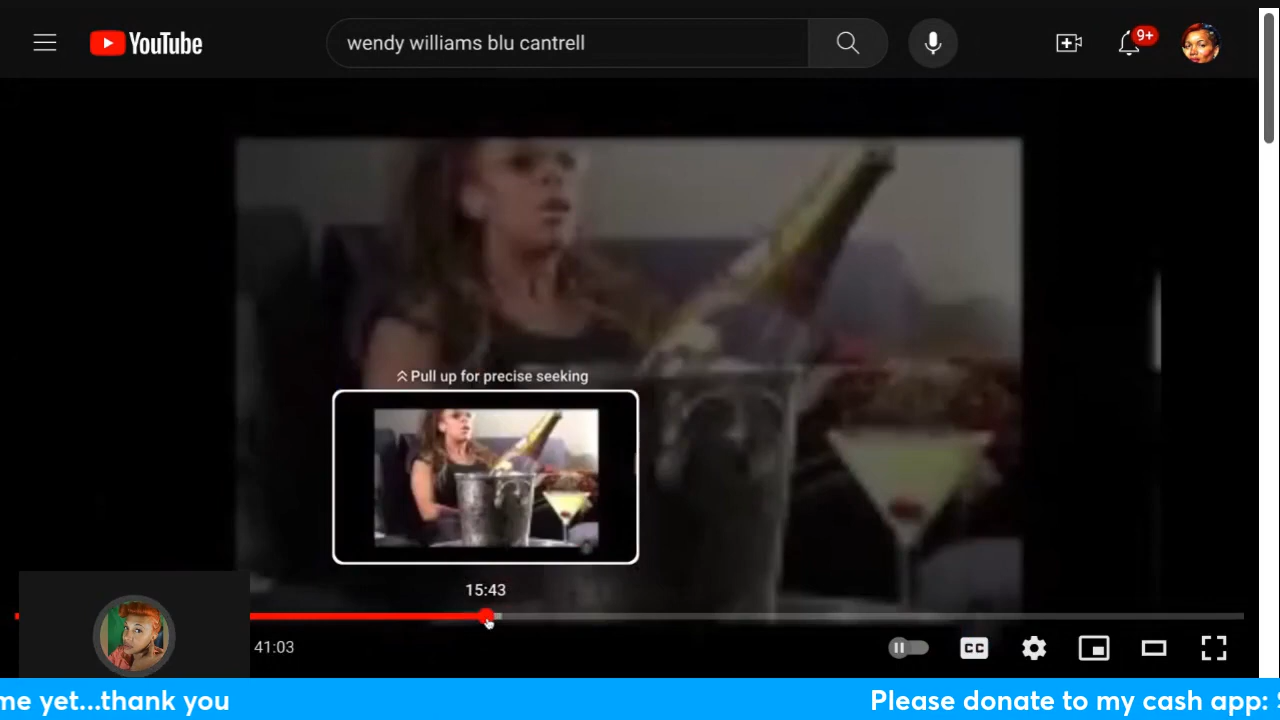 YouTube
wendy williams blu cantrell
9+
Pull up for precise seeking
15:43
41:03
CC
me yet...thank you
Please donate to my cash app: